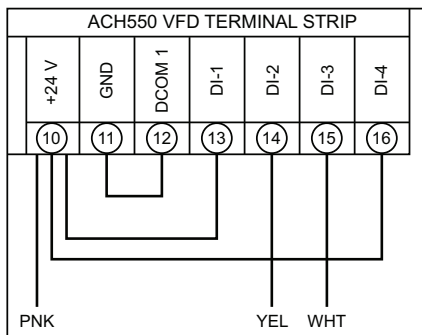 ACH550 VFD TERMINAL STRIP
+24 V GND DCOM 1 DI-1 DI-2 DI-3 DI-4
10 11 12 13 14 15 16
PNK YEL WHT